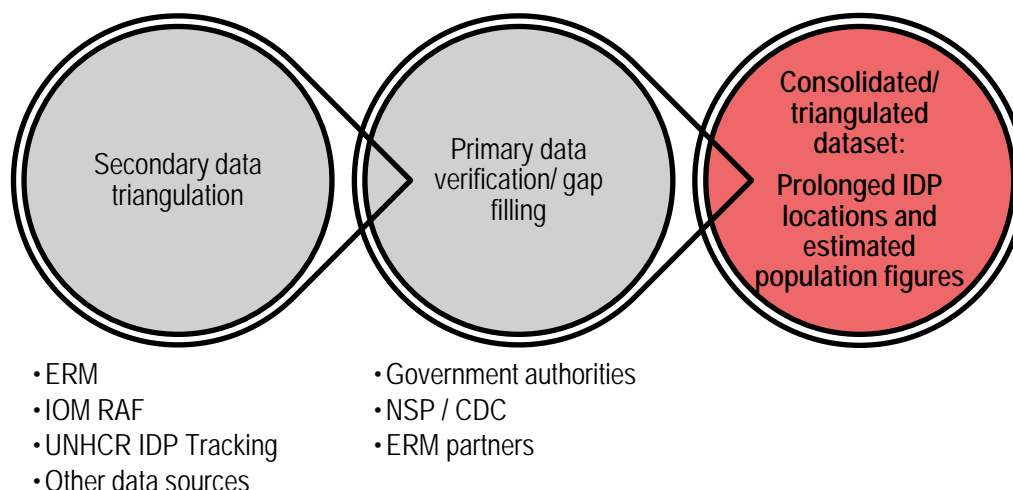 Secondary data
triangulation
• ERM
• IOM RAF
• UNHCR IDP Tracking
• Other data sources
Primary data
verification/ gap
filling
• Government authorities
• NSP / CDC
• ERM partners
Consolidated/
triangulated
dataset:
Prolonged IDP
locations and
estimated
population figures